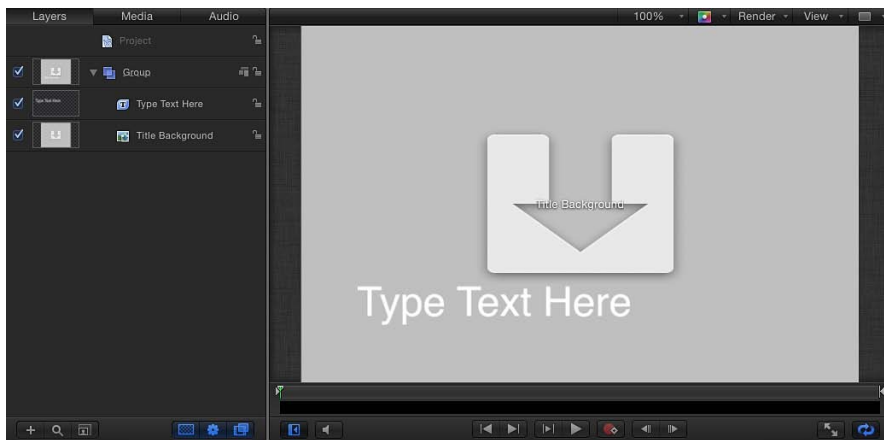 Layers Media Audio
100% Render View
Project
Group
Type Text Here
Title Background
Title Background
Type Text Here